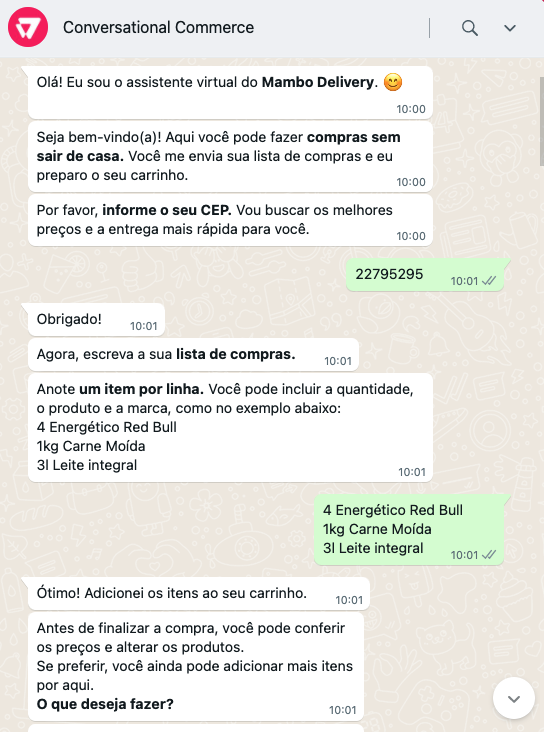 Conversational Commerce
Olá! Eu sou o assistente virtual do Mambo Delivery. 😊
10:00
Seja bem-vindo(a)! Aqui você pode fazer compras sem
sair de casa. Você me envia sua lista de compras e eu
preparo o seu carrinho.
10:00
Por favor, informe o seu CEP. Vou buscar os melhores
preços e a entrega mais rápida para você.
10:00
22795295
10:01
Obrigado!
10:01
Agora, escreva a sua lista de compras.
10:01
Anote um item por linha. Você pode incluir a quantidade,
o produto e a marca, como no exemplo abaixo:
4 Energético Red Bull
1kg Carne Moída
3l Leite integral
10:01
4 Energético Red Bull
1kg Carne Moída
3l Leite integral
10:01
Ótimo! Adicionei os itens ao seu carrinho.
10:01
Antes de finalizar a compra, você pode conferir
os preços e alterar os produtos.
Se preferir, você ainda pode adicionar mais itens
por aqui.
O que deseja fazer?
10:01